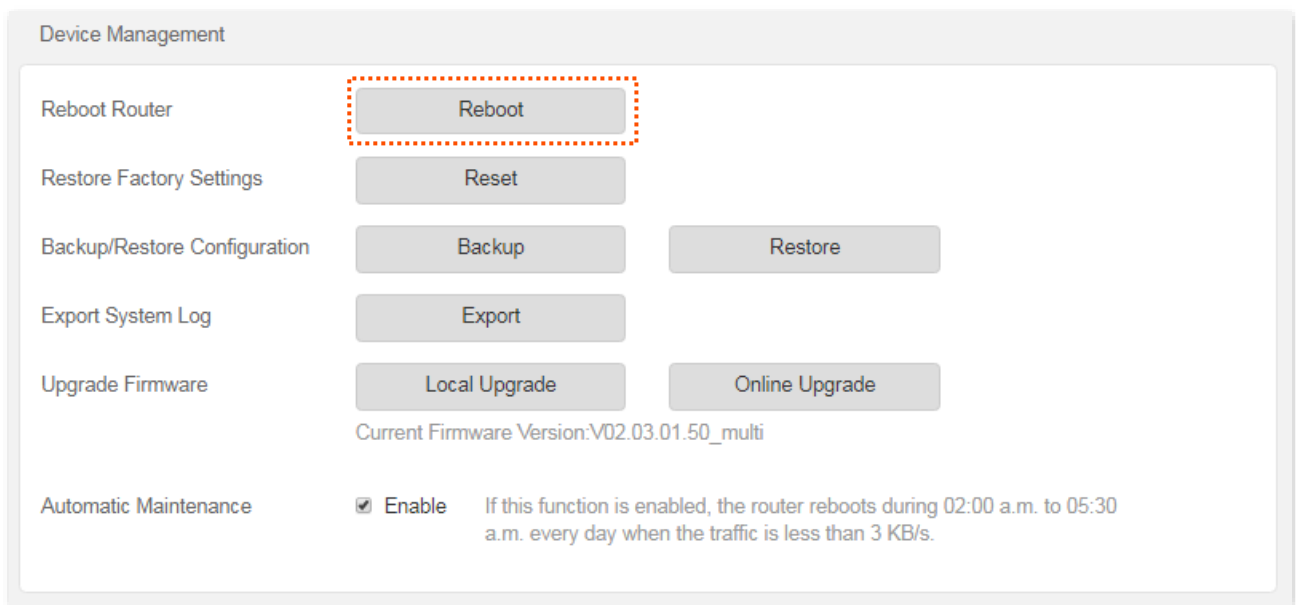 Device Management
Reboot Router Reboot
Restore Factory Settings Reset
Backup/Restore Configuration Backup Restore
Export System Log Export
Upgrade Firmware Local Upgrade Online Upgrade
Current Firmware Version:V02.03.01.50_multi
Automatic Maintenance Enable If this function is enabled, the router reboots during 02:00 a.m. to 05:30
a.m. every day when the traffic is less than 3 KB/s.